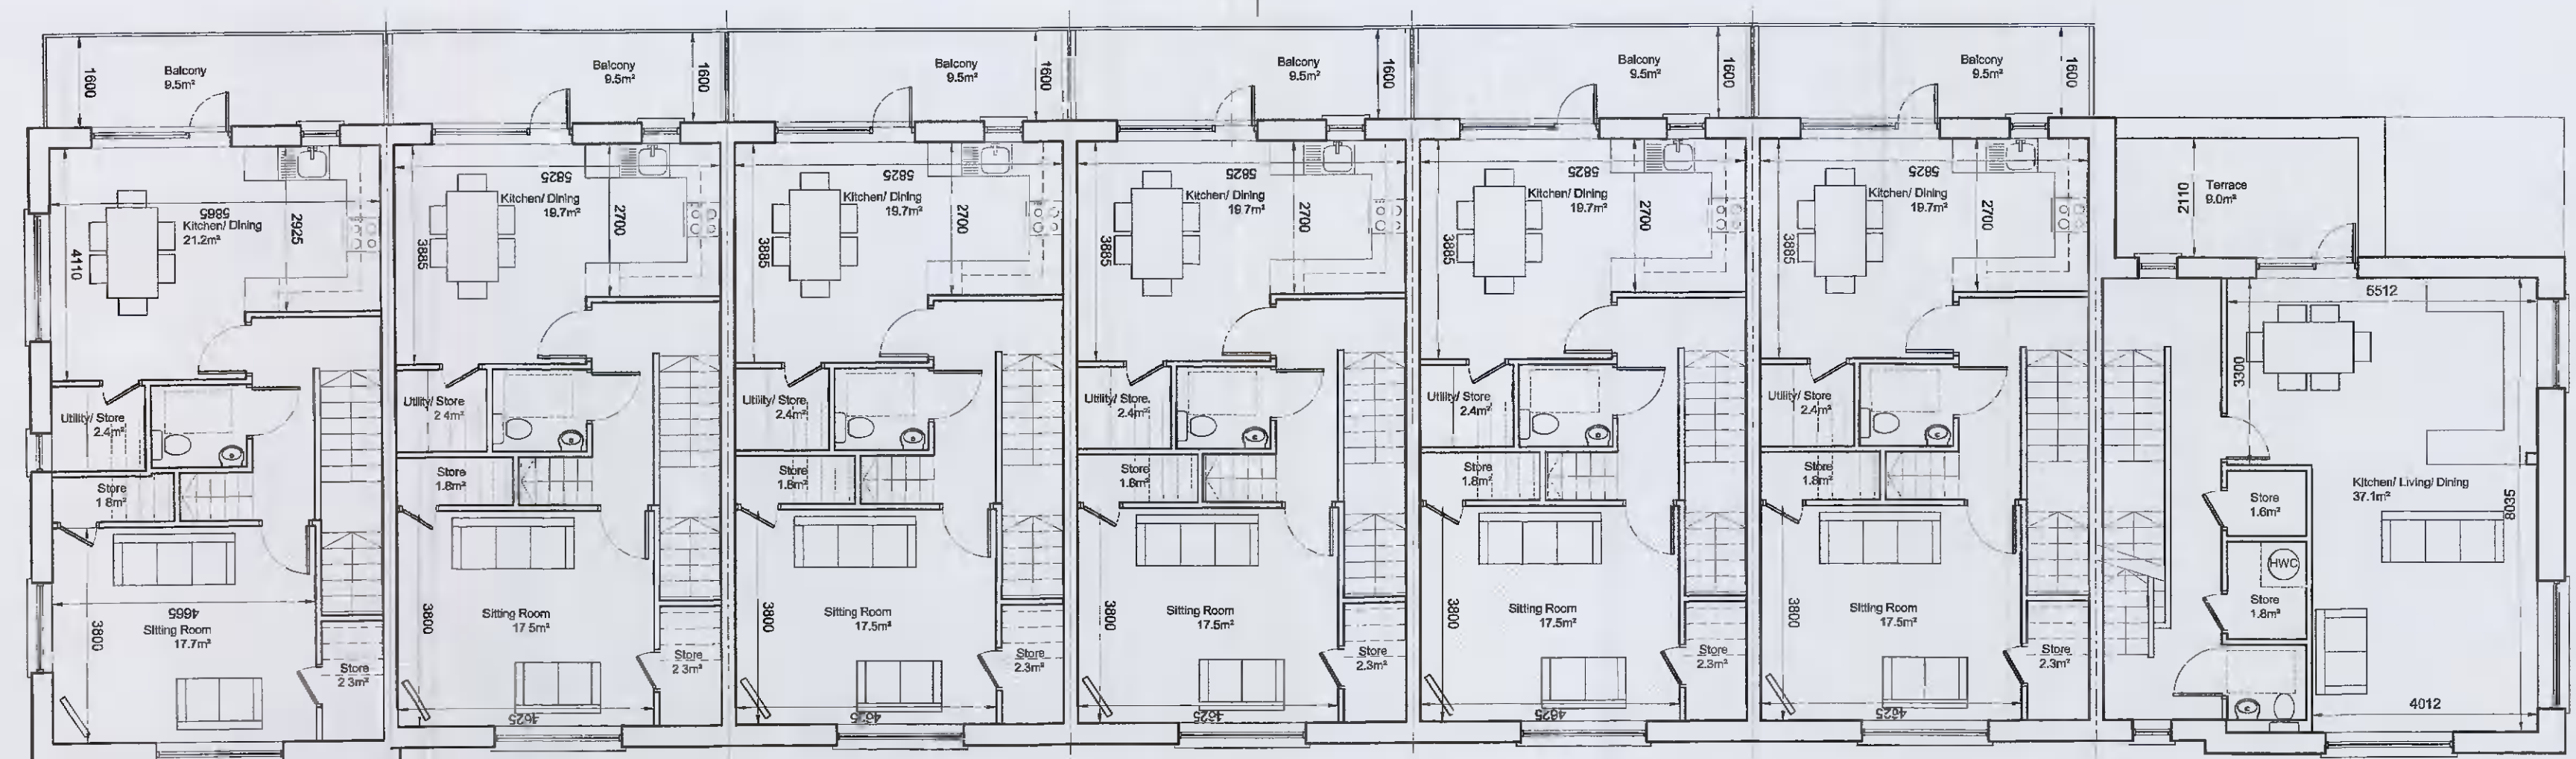 Balcony
9.5m²
1600
Balcony
9.5m²
1600
Balcony
9.5m²
1600
Balcony
9.5m²
1600
Balcony
9.5m²
1600
Balcony
9.5m²
1600
5865
Kitchen/ Dining
21.2m²
2925
4110
5825
Kitchen/ Dining
19.7m²
2700
3885
5825
Kitchen/ Dining
19.7m²
2700
3885
5825
Kitchen/ Dining
19.7m²
2700
3885
5825
Kitchen/ Dining
19.7m²
2700
3885
5825
Kitchen/ Dining
19.7m²
2700
3885
2110
Terrace
9.0m²
5512
3300
Utility/ Store
2.4m²
Utility/ Store
2.4m²
Utility/ Store
2.4m²
Utility/ Store
2.4m²
Utility/ Store
2.4m²
Utility/ Store
2.4m²
Store
1.8m²
Store
1.8m²
Store
1.8m²
Store
1.8m²
Store
1.8m²
Store
1.8m²
Kitchen/ Living/ Dining
37.1m²
8035
Store
1.6m²
HWC
Store
1.8m²
4665
Sitting Room
17.7m²
3800
Store
2.3m²
Sitting Room
17.5m²
3800
4625
Store
2.3m²
Sitting Room
17.5m²
3800
4625
Store
2.3m²
Sitting Room
17.5m²
3800
4625
Store
2.3m²
Sitting Room
17.5m²
3800
4625
Store
2.3m²
Sitting Room
17.5m²
3800
4625
Store
2.3m²
4012